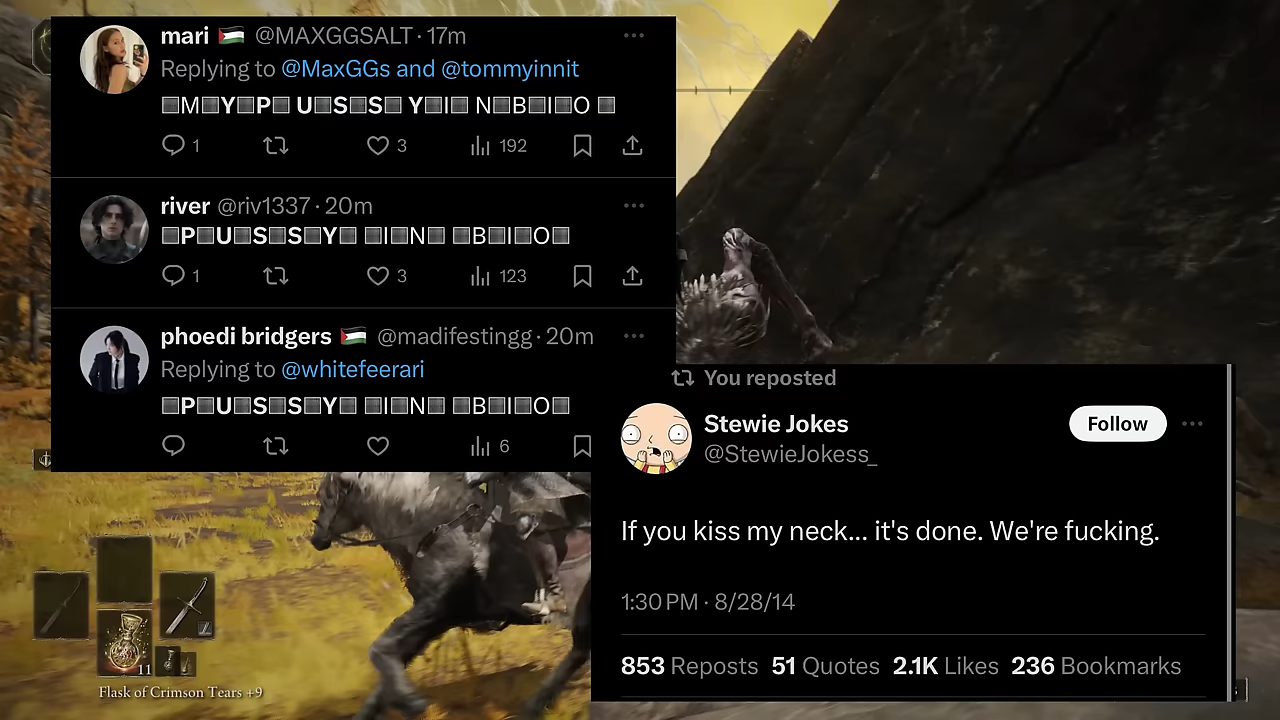 mari 🇵🇸 @MAXGGSALT · 17m
Replying to @MaxGGs and @tommyinnit
▒M▒Y▒P▒ U▒S▒S▒ Y▒I▒ N▒B▒I▒O ▒
1 3 192
river @riv1337 · 20m
▒P▒U▒S▒S▒Y▒ ▒I▒N▒ ▒B▒I▒O▒
1 3 123
phoedi bridgers 🇵🇸 @madifestingg · 20m
Replying to @whitefeerari
▒P▒U▒S▒S▒Y▒ ▒I▒N▒ ▒B▒I▒O▒
6
You reposted
Stewie Jokes
Follow
@StewieJokess_
If you kiss my neck... it's done. We're fucking.
1:30 PM · 8/28/14
853 Reposts 51 Quotes 2.1K Likes 236 Bookmarks
11
Flask of Crimson Tears +9